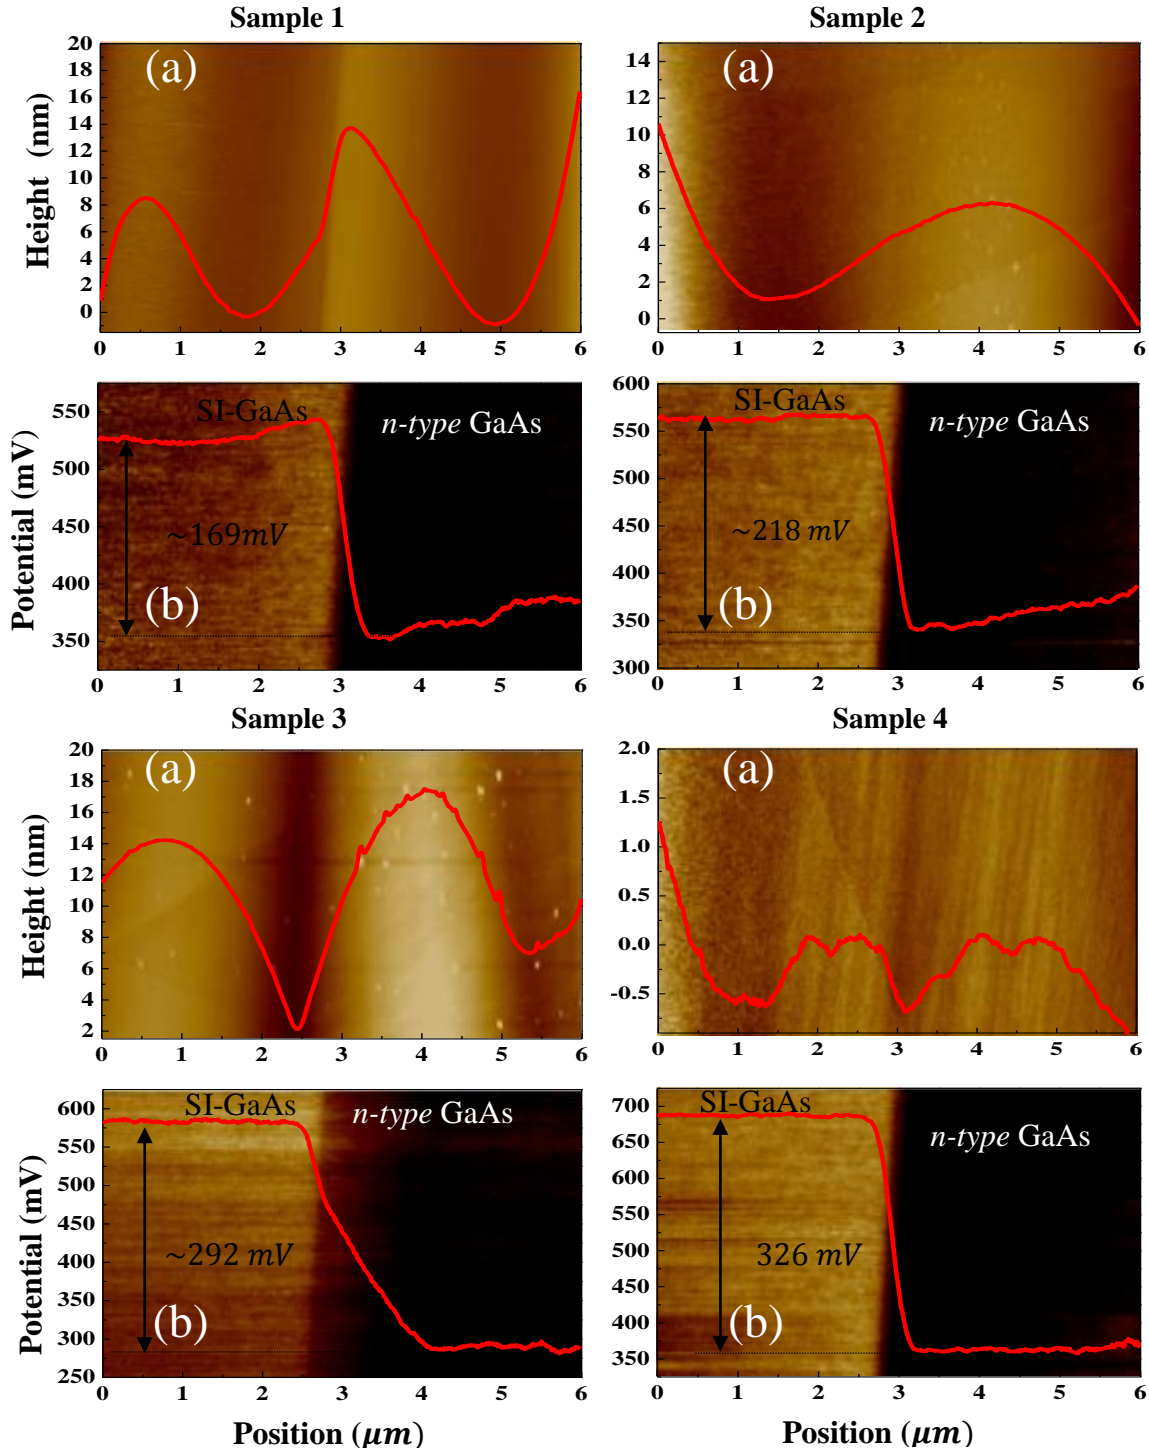 Sample 1
Sample 2
(a)
(a)
Height (nm)
20
18
16
14
12
10
8
6
4
2
0
0 1 2 3 4 5 6
14
12
10
8
6
4
2
0
0 1 2 3 4 5 6
Potential (mV)
550
500
450
400
350
SI-GaAs
n-type GaAs
~169mV
(b)
0 1 2 3 4 5 6
600
550
500
450
400
350
300
SI-GaAs
n-type GaAs
~218 mV
(b)
0 1 2 3 4 5 6
Sample 3
Sample 4
(a)
(a)
Height (nm)
20
18
16
14
12
10
8
6
4
2
0 1 2 3 4 5 6
2.0
1.5
1.0
0.5
0.0
-0.5
0 1 2 3 4 5 6
Potential (mV)
600
550
500
450
400
350
300
250
SI-GaAs
n-type GaAs
~292 mV
(b)
0 1 2 3 4 5 6
700
650
600
550
500
450
400
350
SI-GaAs
n-type GaAs
326 mV
(b)
0 1 2 3 4 5 6
Position (μm)
Position (μm)